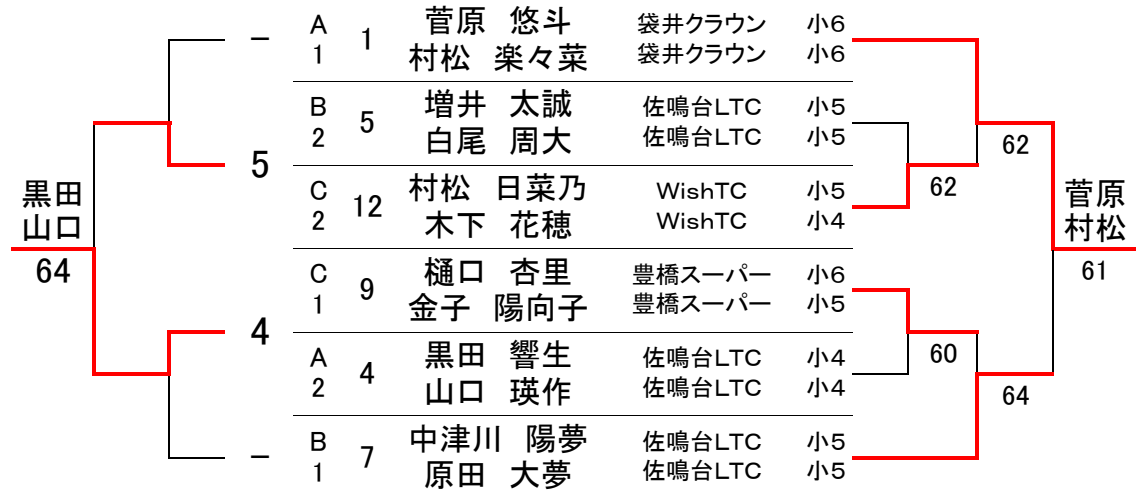 － A 1 菅原 悠斗 袋井クラウン 小6
1 村松 楽々菜 袋井クラウン 小6
B 5 増井 太誠 佐鳴台LTC 小5
2 白尾 周大 佐鳴台LTC 小5 62
5 62
黒田 C 12 村松 日菜乃 WishTC 小5 菅原
山口 2 木下 花穂 WishTC 小4 村松
64 C 9 樋口 杏里 豊橋スーパー 小6 61
1 金子 陽向子 豊橋スーパー 小5
4 60
A 4 黒田 響生 佐鳴台LTC 小4
2 山口 瑛作 佐鳴台LTC 小4 64
－ B 7 中津川 陽夢 佐鳴台LTC 小5
1 原田 大夢 佐鳴台LTC 小5